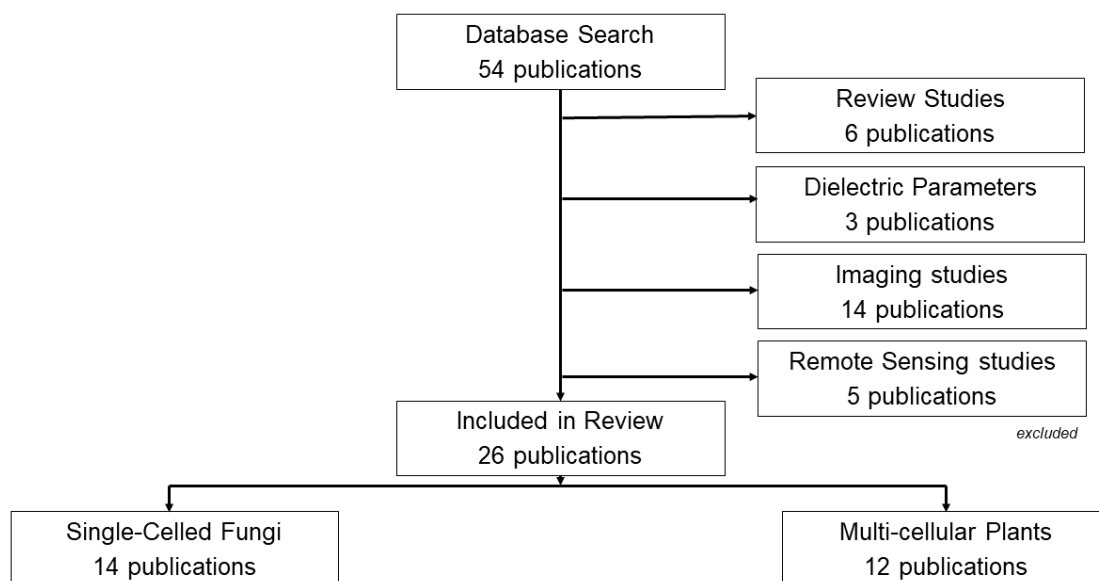 Database Search
54 publications
Review Studies
6 publications
Dielectric Parameters
3 publications
Imaging studies
14 publications
Remote Sensing studies
5 publications
excluded
Included in Review
26 publications
Single-Celled Fungi
14 publications
Multi-cellular Plants
12 publications